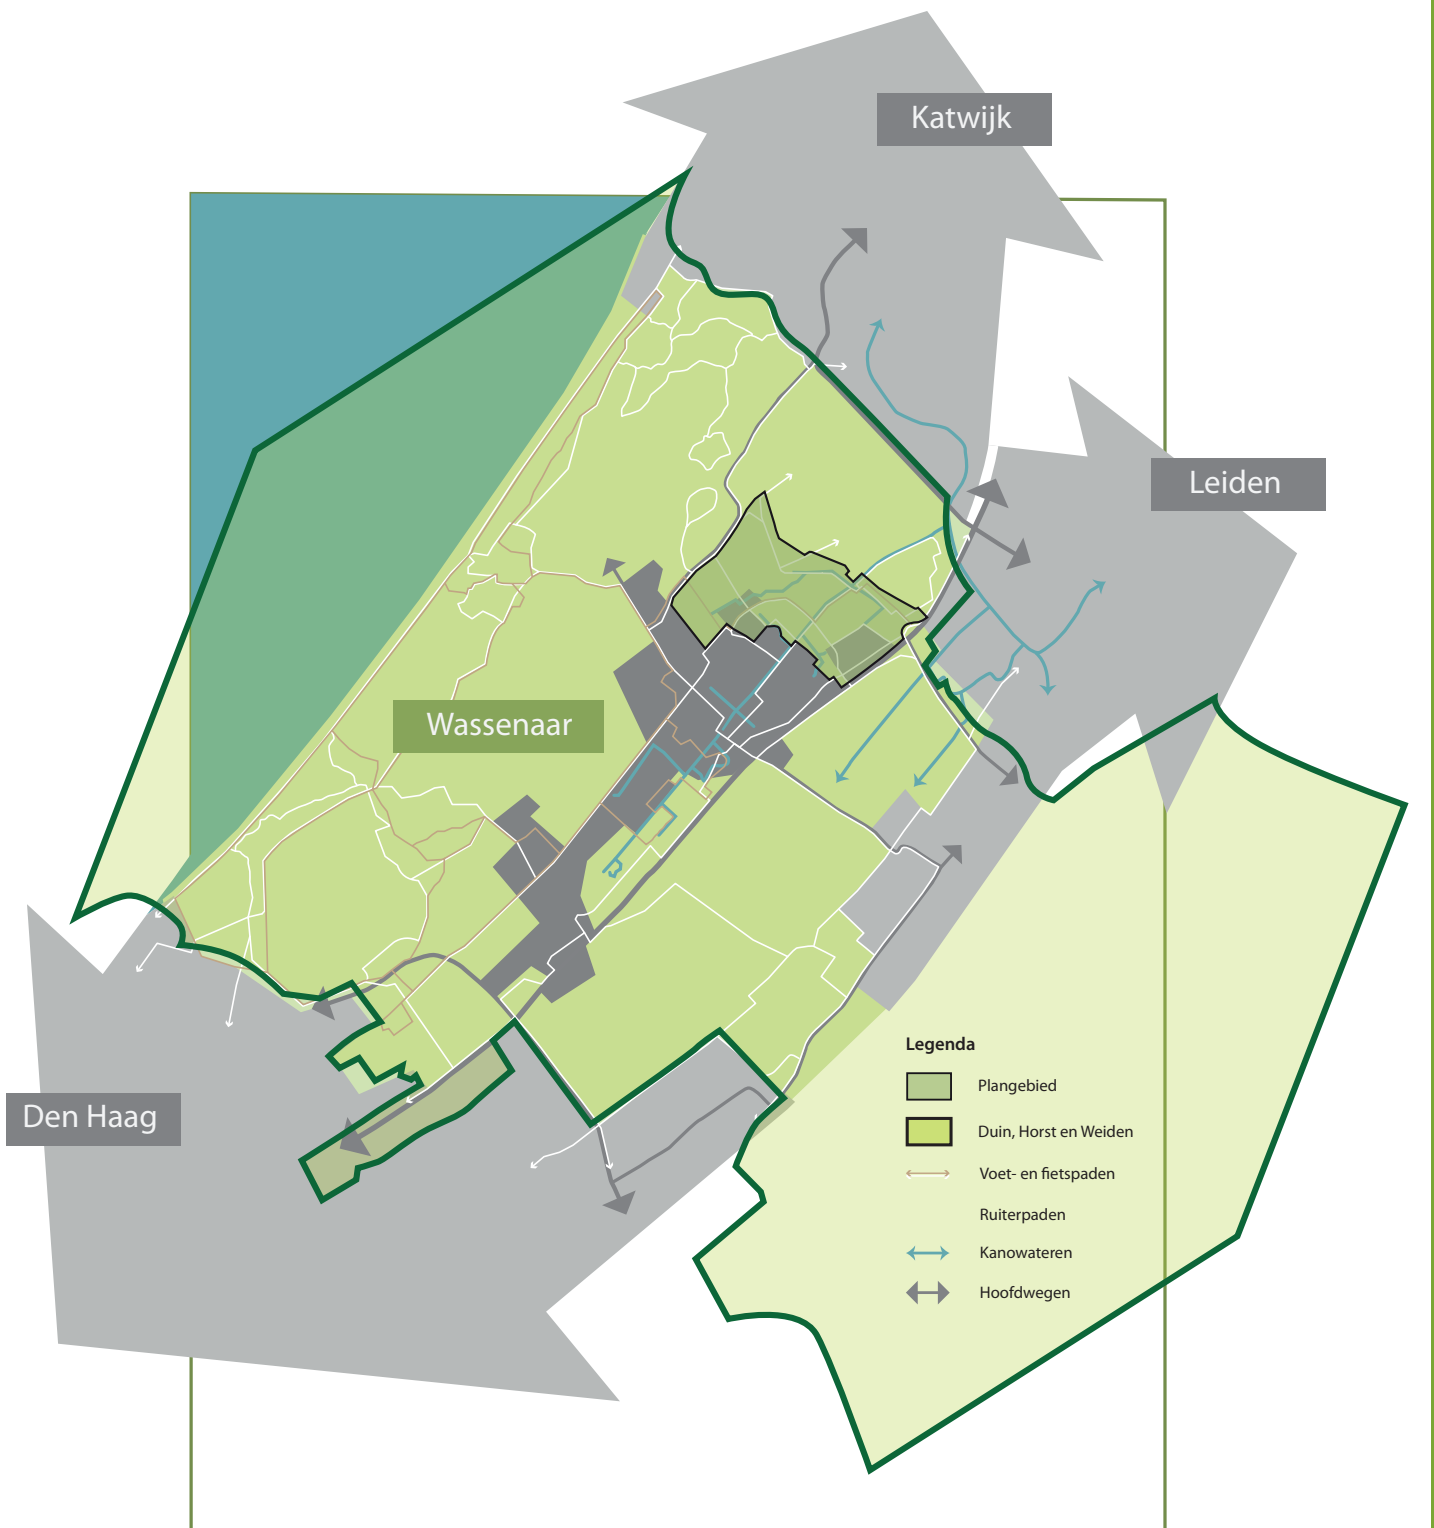 Katwijk
Leiden
Wassenaar
Den Haag
Legenda
Plangebied
Duin, Horst en Weiden
Voet- en fietspaden
Ruiterpaden
Kanowateren
Hoofdwegen